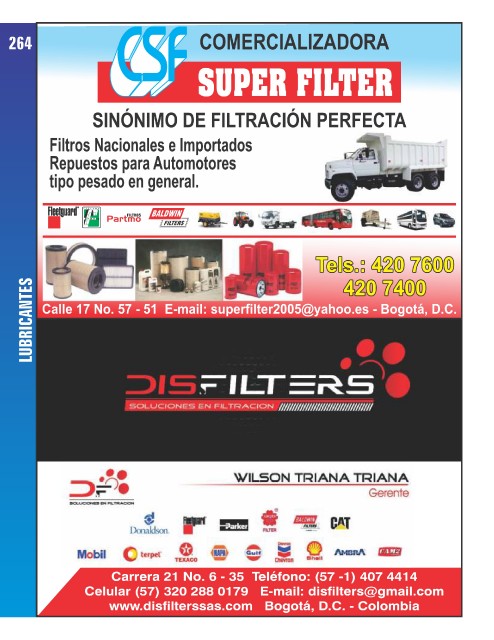 264
LUBRICANTES
CSF COMERCIALIZADORA
SUPER FILTER
SINÓNIMO DE FILTRACIÓN PERFECTA
Filtros Nacionales e Importados
Repuestos para Automotores
tipo pesado en general.
Fleetguard
FILTROS
Partmo
BALDWIN
FILTERS
Tels.: 420 7600
420 7400
Calle 17 No. 57 - 51 E-mail: superfilter2005@yahoo.es - Bogotá, D.C.
DISFILTERS
SOLUCIONES EN FILTRACION
DF
SOLUCIONES EN FILTRACION
WILSON TRIANA TRIANA
Gerente
Donaldson.
Fleetguard
Parker
FILTER
BALDWIN
FILTERS
CAT
Mobil
terpel
TEXACO
NAPA
Gulf
Chevron
Shell
Carrera 21 No. 6 - 35 Teléfono: (57 -1) 407 4414
Celular (57) 320 288 0179 E-mail: disfilters@gmail.com
www.disfilterssas.com Bogotá, D.C. - Colombia